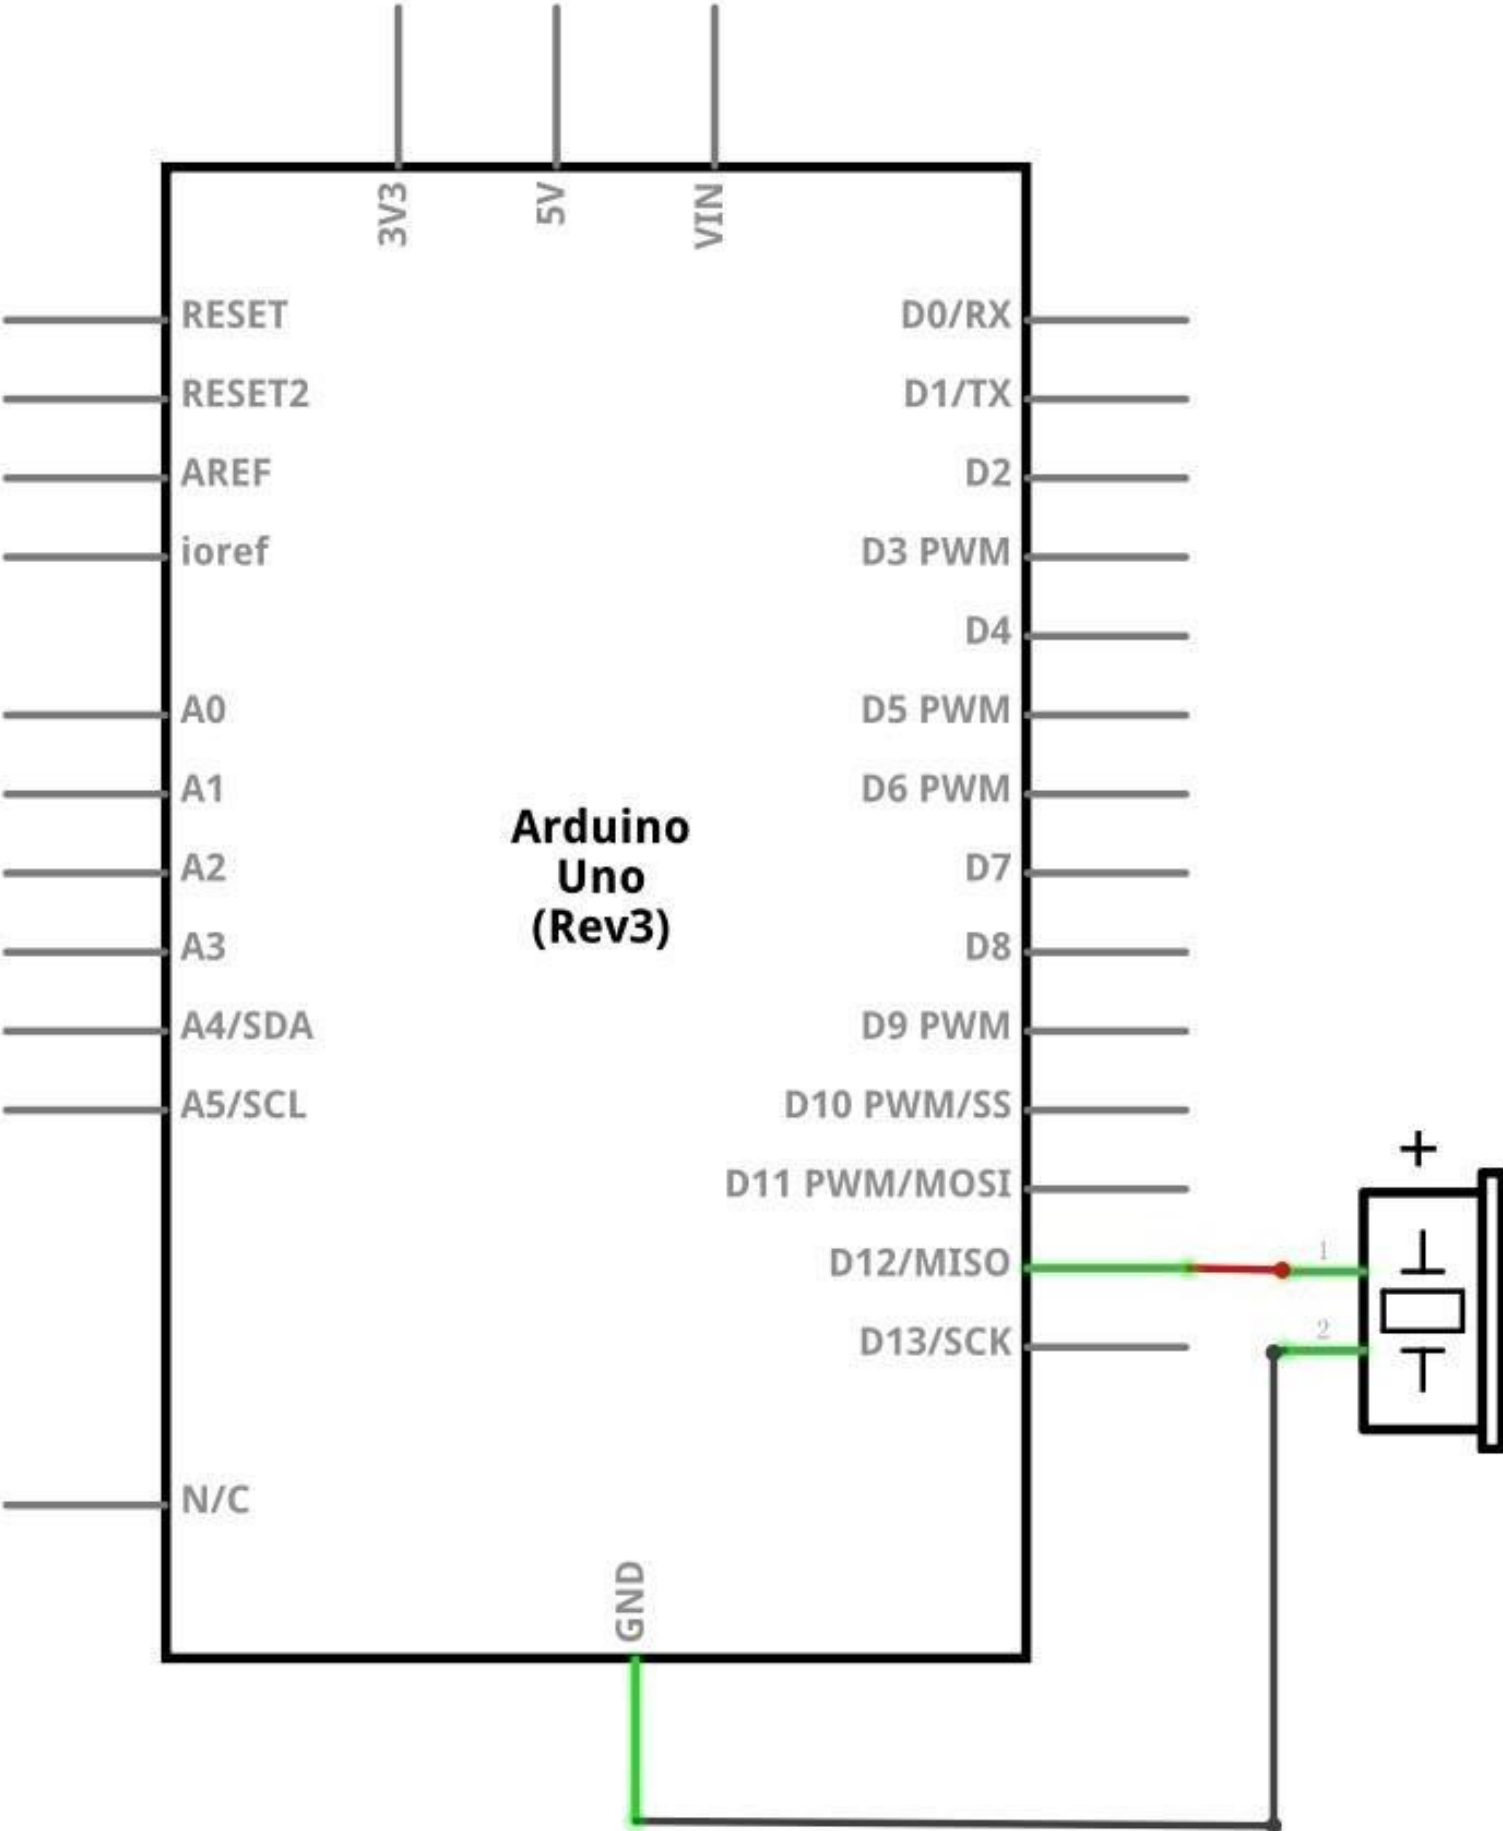 3V3
5V
VIN
RESET
RESET2
AREF
ioref
A0
A1
A2
A3
A4/SDA
A5/SCL
N/C
Arduino
Uno
(Rev3)
D0/RX
D1/TX
D2
D3 PWM
D4
D5 PWM
D6 PWM
D7
D8
D9 PWM
D10 PWM/SS
D11 PWM/MOSI
D12/MISO
D13/SCK
GND
+
1
2